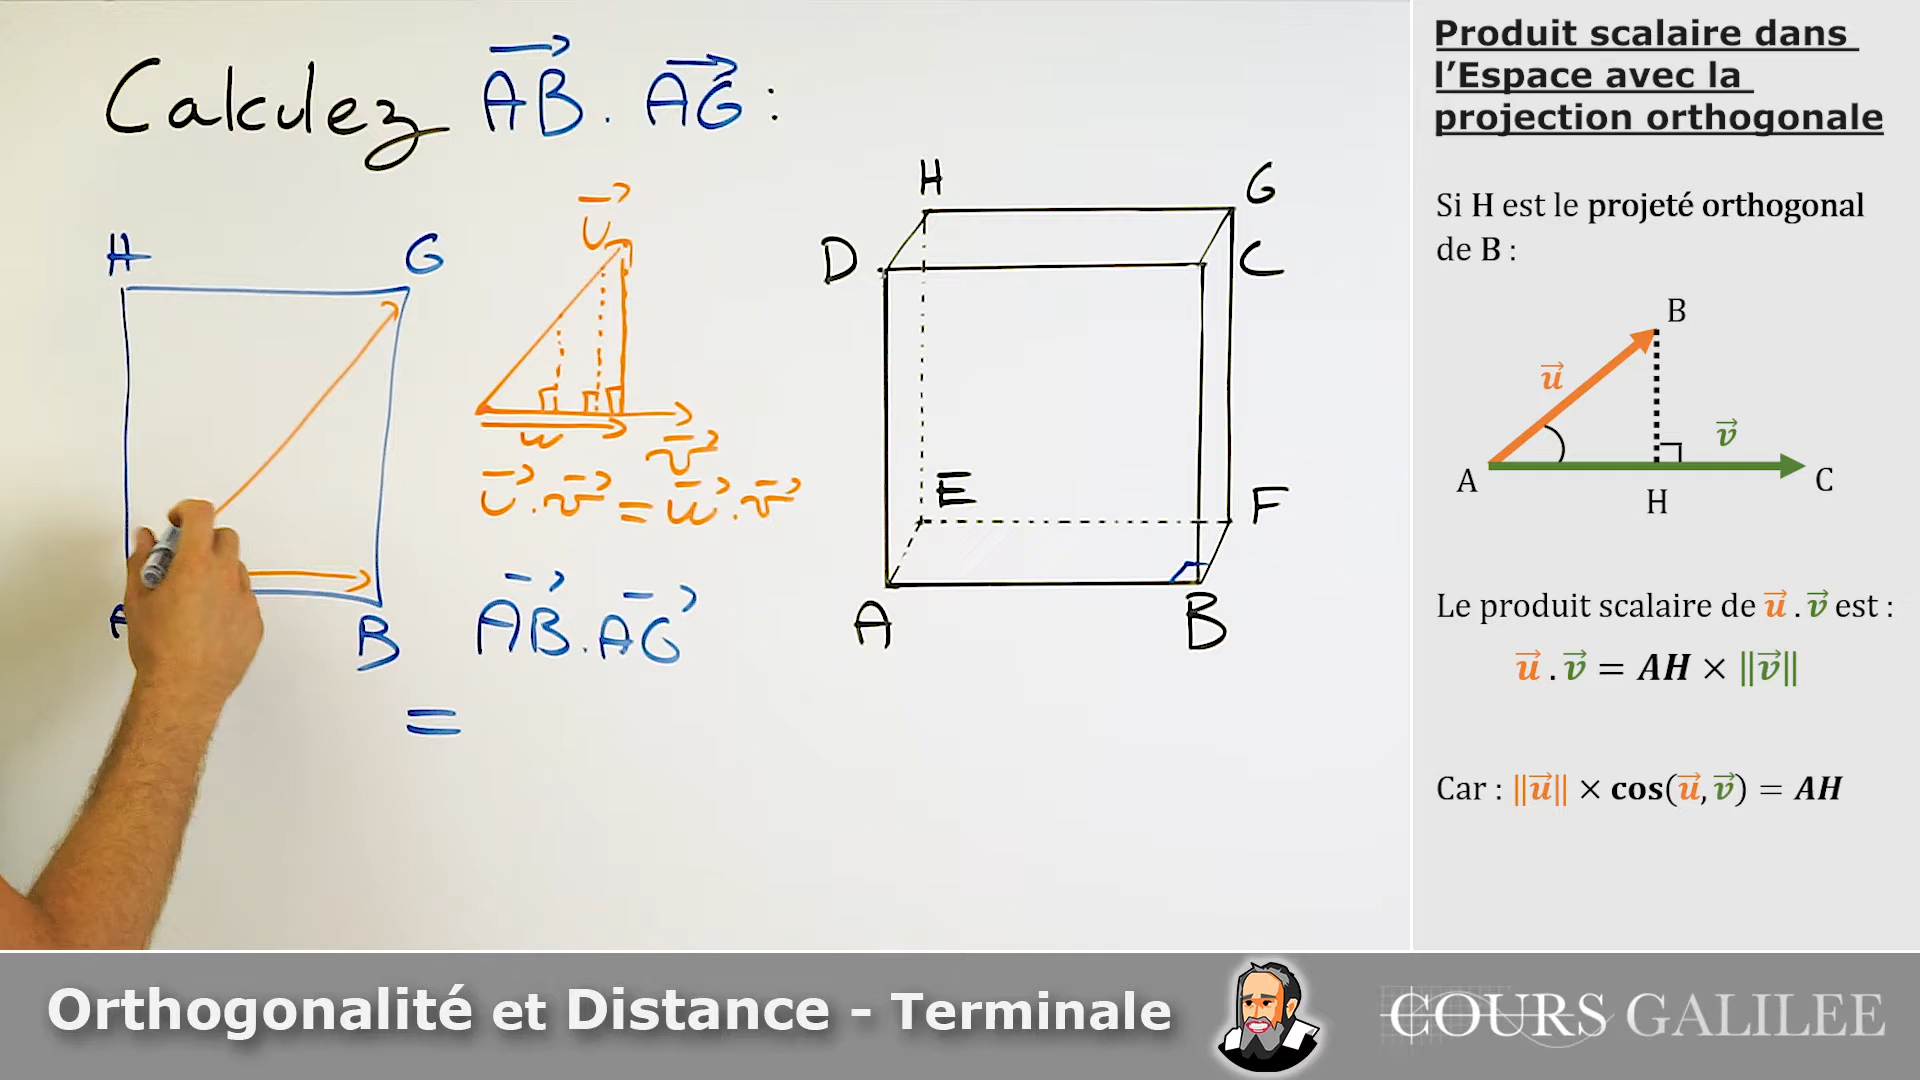 Calculez AB⃗ . AG⃗ :
H G
A B
u⃗
w
v⃗
u⃗ . v⃗ = w⃗ . v⃗
AB⃗ . AG⃗
=
H G
D C
E F
A B
Produit scalaire dans
l’Espace avec la
projection orthogonale
Si H est le projeté orthogonal
de B :
B
u⃗
v⃗
A H C
Le produit scalaire de u⃗ . v⃗ est :
u⃗ . v⃗ = AH × ||v⃗||
Car : ||u⃗|| × cos(u⃗, v⃗) = AH
Orthogonalité et Distance - Terminale
COURS GALILEE